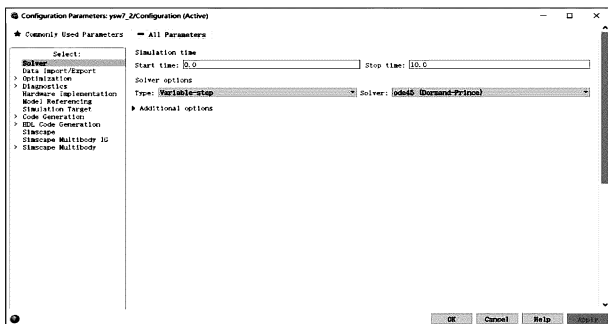 Configuration Parameters: ysw7_2/Configuration (Active)
★ Commonly Used Parameters
All Parameters
Select:
Solver
Data Import/Export
Optimization
Diagnostics
Hardware Implementation
Model Referencing
Simulation Target
Code Generation
HDL Code Generation
Simscape
Simscape Multibody 1G
Simscape Multibody
Simulation time
Start time: 0.0
Stop time: 10.0
Solver options
Type: Variable-step
Solver: ode45 (Dormand-Prince)
Additional options
OK
Cancel
Help
Apply